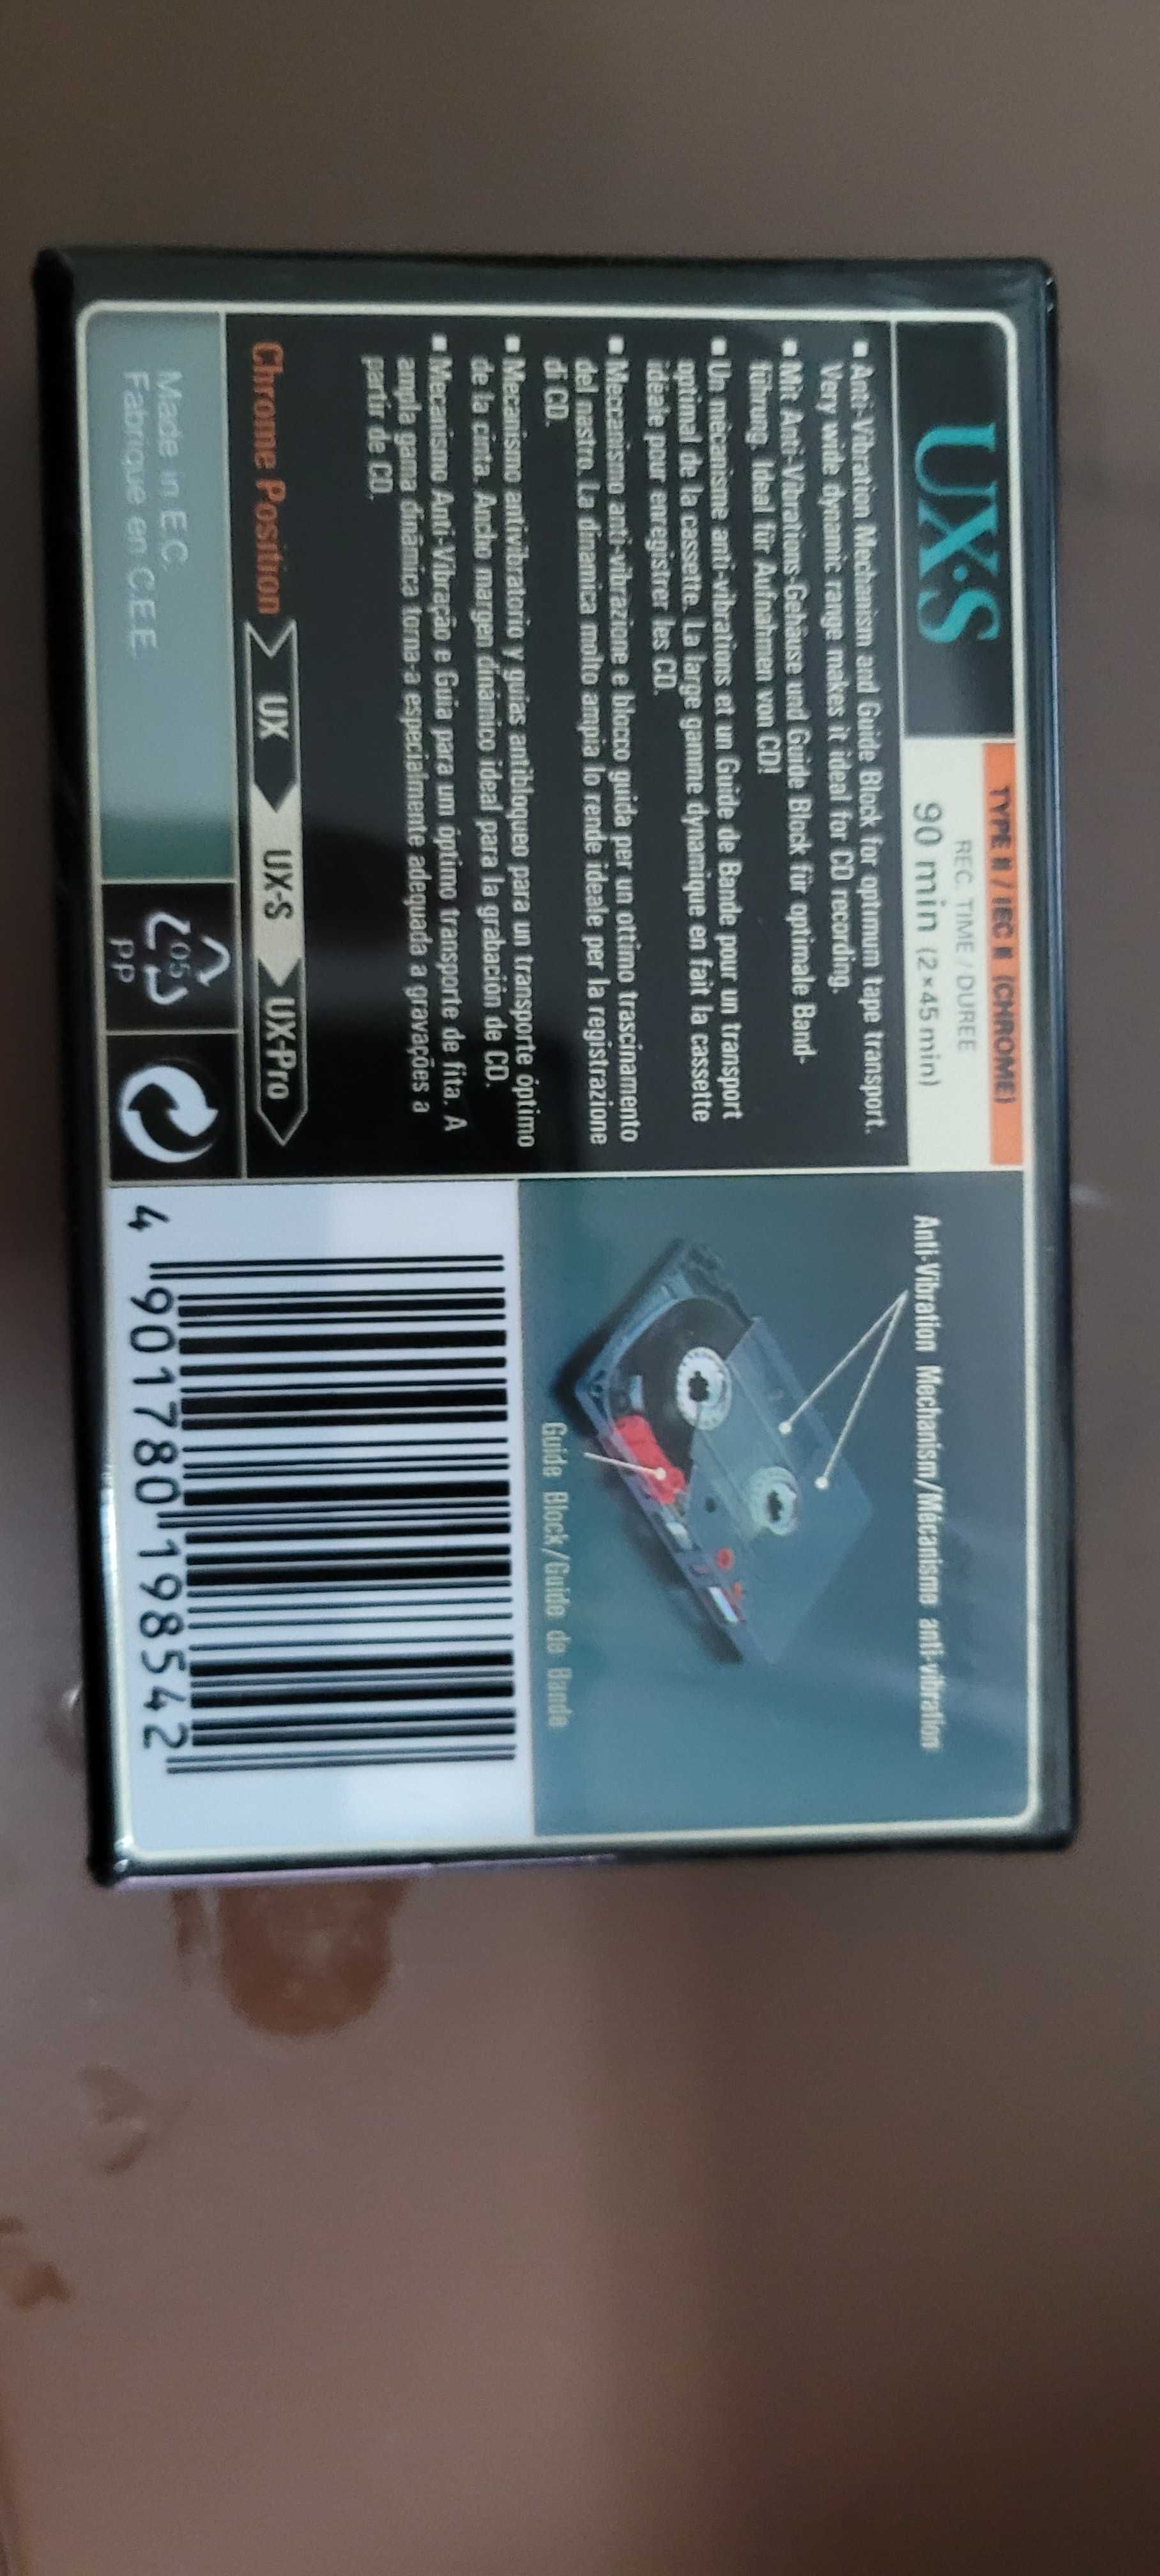 UX·S
TYPE II / IEC II (CHROME)
REC. TIME / DUREE
90 min (2×45 min)
▪ Anti-Vibration Mechanism and Guide Block for optimum tape transport.
Very wide dynamic range makes it ideal for CD recording.
▪ Mit Anti-Vibrations-Gehäuse und Guide Block für optimale Band-
führung. Ideal für Aufnahmen von CD!
▪ Un mécanisme anti-vibrations et un Guide de Bande pour un transport
optimal de la cassette. La large gamme dynamique en fait la cassette
idéale pour enregistrer les CD.
▪ Meccanismo anti-vibrazione e blocco guida per un ottimo trascinamento
del nastro. La dinamica molto ampia lo rende ideale per la registrazione
di CD.
▪ Mecanismo antivibratorio y guías antibloqueo para un transporte óptimo
de la cinta. Ancho margen dinámico ideal para la grabación de CD.
▪ Mecanismo Anti-Vibração e Guia para um óptimo transporte de fita. A
ampla gama dinâmica torna-a especialmente adequada a gravações a
partir de CD.
Chrome Position UX UX-S UX-Pro
Made in E.C.
Fabrique en C.E.E.
05
PP
Anti-Vibration Mechanism/Mécanisme anti-vibration
Guide Block/Guide de Bande
4 901780 198542